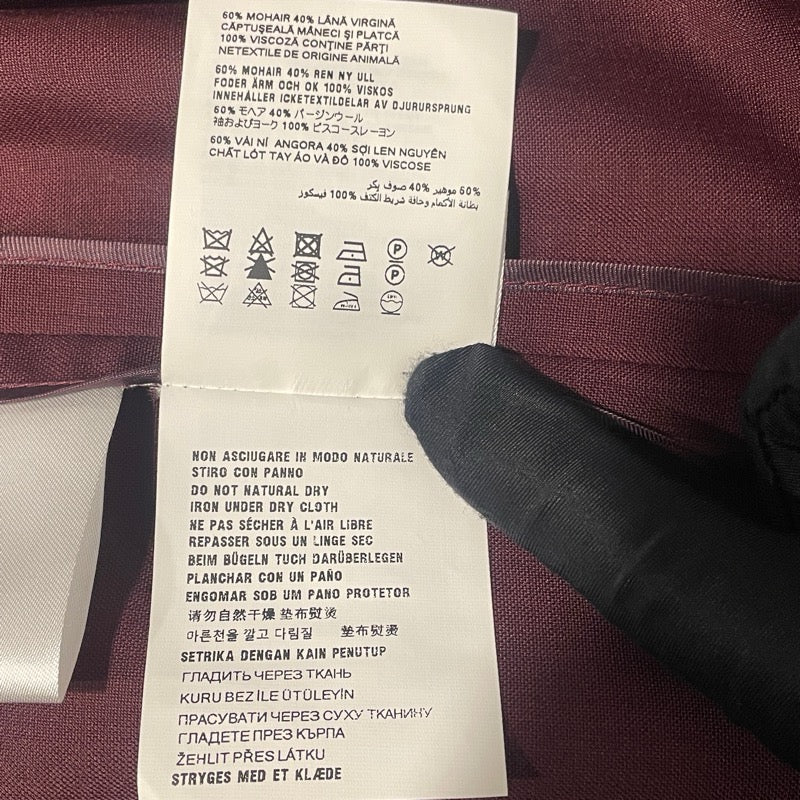 60% MOHAIR 40% LÂNĂ VIRGINĂ
CĂPTUȘEALĂ MÂNECI ȘI PLATCĂ
100% VISCOZĂ CONȚINE PĂRȚI
NETEXTILE DE ORIGINE ANIMALĂ
60% MOHAIR 40% REN NY ULL
FODER ÄRM OCH OK 100% VISKOS
INNEHÅLLER ICKETEXTILDELAR AV DJURURSPRUNG
60% モヘア 40% バージンウール
袖およびヨーク 100% ビスコースレーヨン
60% VẢI NỈ ANGORA 40% SỢI LEN NGUYÊN
CHẤT LÓT TAY ÁO VÀ ĐÔ 100% VISCOSE
60% موهير 40% صوف بكر
بطانة الأكمام وحافة شريط الكتف 100% فيسكوز
P
W
P
NON ASCIUGARE IN MODO NATURALE
STIRO CON PANNO
DO NOT NATURAL DRY
IRON UNDER DRY CLOTH
NE PAS SÉCHER À L'AIR LIBRE
REPASSER SOUS UN LINGE SEC
BEIM BÜGELN TUCH DARÜBERLEGEN
PLANCHAR CON UN PAÑO
ENGOMAR SOB UM PANO PROTETOR
请勿自然干燥 垫布熨烫
마른천을 깔고 다림질 墊布熨燙
SETRIKA DENGAN KAIN PENUTUP
ГЛАДИТЬ ЧЕРЕЗ ТКАНЬ
KURU BEZ İLE ÜTÜLEYİN
ПРАСУВАТИ ЧЕРЕЗ СУХУ ТКАНИНУ
ГЛАДЕТЕ ПРЕЗ КЪРПА
ŽEHLIT PŘES LÁTKU
STRYGES MED ET KLÆDE